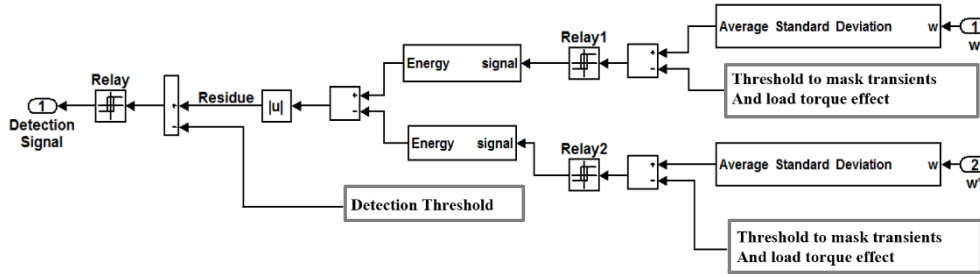 Average Standard Deviation w
1
w
Relay1
Energy signal
+
-
Threshold to mask transients
And load torque effect
Relay
1
Detection
Signal
+
-
Residue
|u|
+
-
Energy signal
Relay2
+
-
Average Standard Deviation w
2
w*
Detection Threshold
Threshold to mask transients
And load torque effect